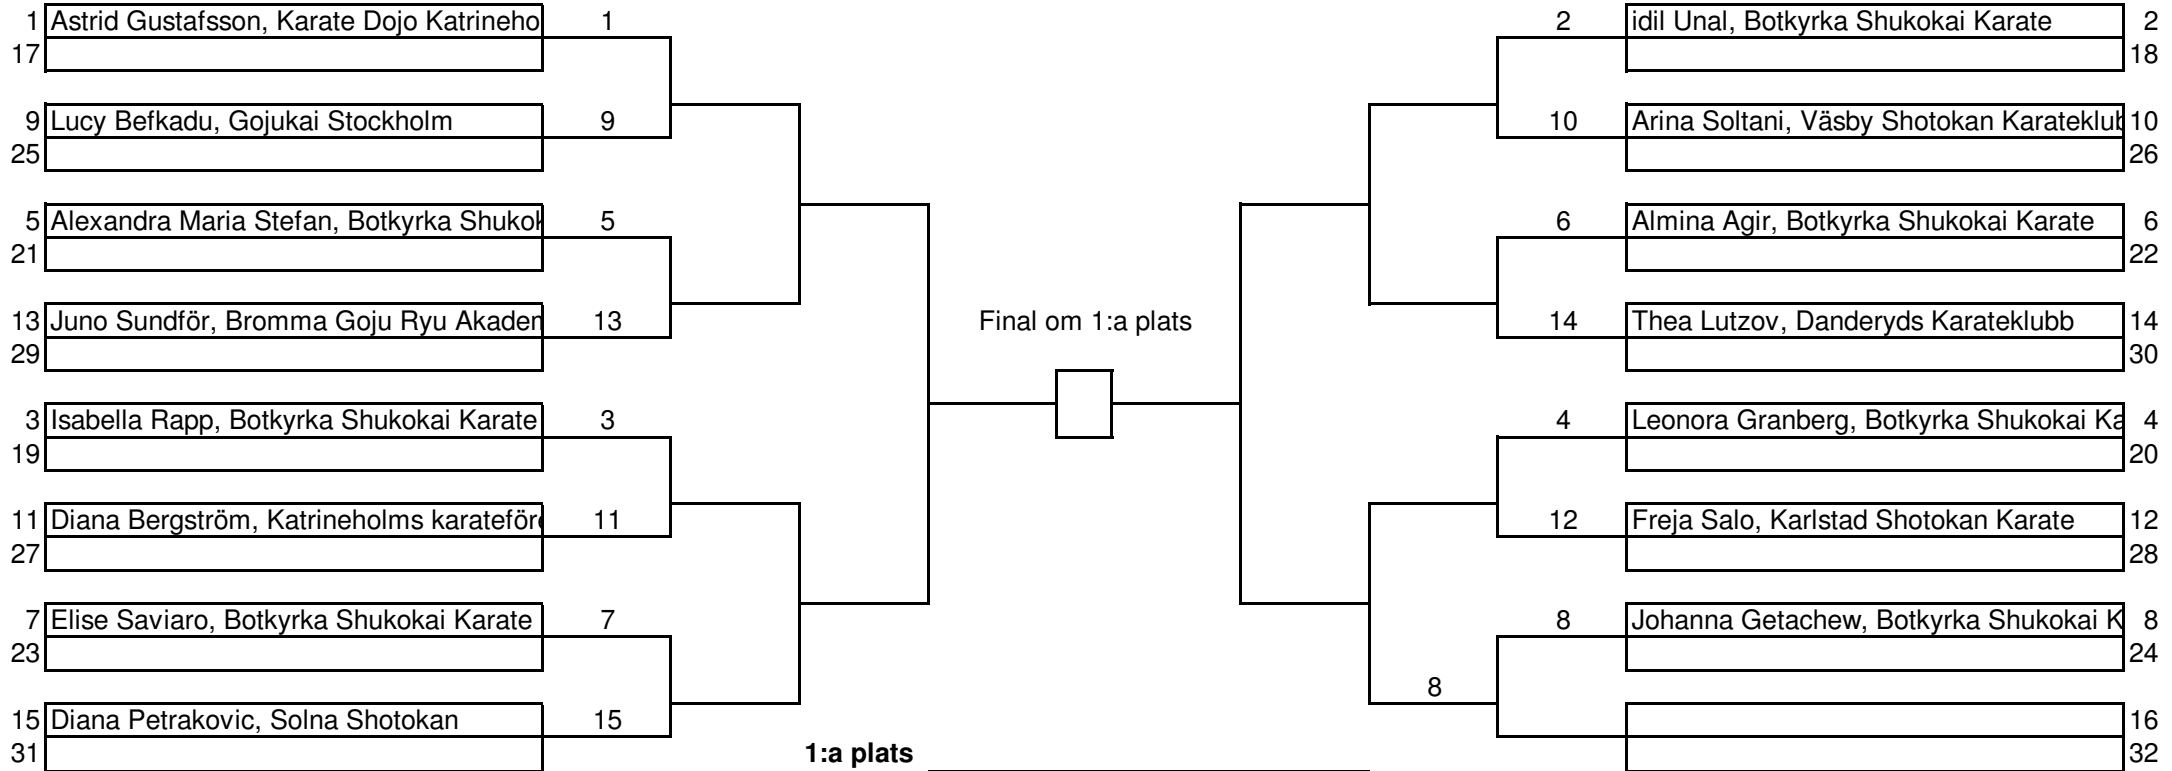 1 Astrid Gustafsson, Karate Dojo Katrineho 1 2 idil Unal, Botkyrka Shukokai Karate 2
17 18
9 Lucy Befkadu, Gojukai Stockholm 9 10 Arina Soltani, Väsby Shotokan Karateklub 10
25 26
5 Alexandra Maria Stefan, Botkyrka Shukok 5 6 Almina Agir, Botkyrka Shukokai Karate 6
21 22
13 Juno Sundför, Bromma Goju Ryu Akadem 13 Final om 1:a plats 14 Thea Lutzov, Danderyds Karateklubb 14
29 30
3 Isabella Rapp, Botkyrka Shukokai Karate 3 4 Leonora Granberg, Botkyrka Shukokai Ka 4
19 20
11 Diana Bergström, Katrineholms karateföre 11 12 Freja Salo, Karlstad Shotokan Karate 12
27 28
7 Elise Saviaro, Botkyrka Shukokai Karate 7 8 Johanna Getachew, Botkyrka Shukokai K 8
23 24
8
15 Diana Petrakovic, Solna Shotokan 15 16
31 1:a plats 32